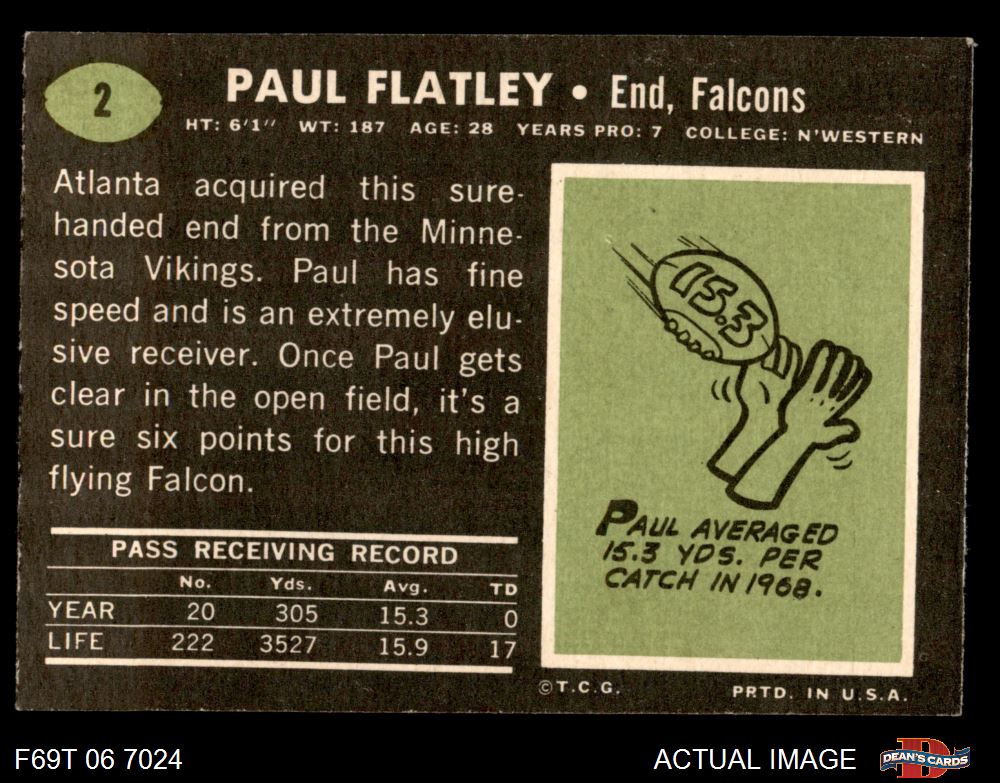 2
PAUL FLATLEY • End, Falcons
HT: 6'1" WT: 187 AGE: 28 YEARS PRO: 7 COLLEGE: N'WESTERN
Atlanta acquired this sure-
handed end from the Minne-
sota Vikings. Paul has fine
speed and is an extremely elu-
sive receiver. Once Paul gets
clear in the open field, it's a
sure six points for this high
flying Falcon.
PASS RECEIVING RECORD
No. Yds. Avg. TD
YEAR 20 305 15.3 0
LIFE 222 3527 15.9 17
15.3
PAUL AVERAGED
15.3 YDS. PER
CATCH IN 1968.
©T.C.G. PRTD. IN U.S.A.
F69T 06 7024 ACTUAL IMAGE DEAN'S CARDS